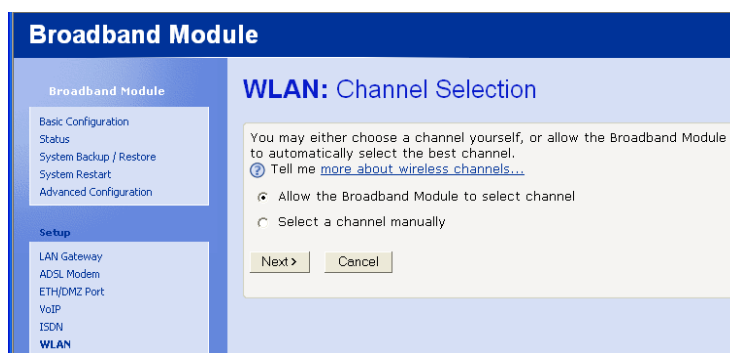 Broadband Module
Broadband Module
Basic Configuration
Status
System Backup / Restore
System Restart
Advanced Configuration
Setup
LAN Gateway
ADSL Modem
ETH/DMZ Port
VoIP
ISDN
WLAN
WLAN: Channel Selection
You may either choose a channel yourself, or allow the Broadband Module
to automatically select the best channel.
? Tell me more about wireless channels...
Allow the Broadband Module to select channel
Select a channel manually
Next>
Cancel